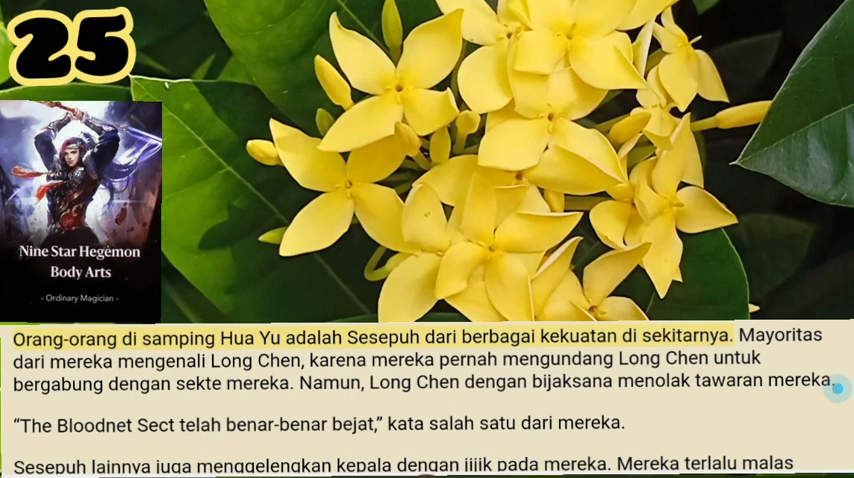 25
Nine Star Hegemon
Body Arts
- Ordinary Magician -
Orang-orang di samping Hua Yu adalah Sesepuh dari berbagai kekuatan di sekitarnya. Mayoritas
dari mereka mengenali Long Chen, karena mereka pernah mengundang Long Chen untuk
bergabung dengan sekte mereka. Namun, Long Chen dengan bijaksana menolak tawaran mereka.
“The Bloodnet Sect telah benar-benar bejat,” kata salah satu dari mereka.
Sesepuh lainnya juga menggelengkan kepala dengan jijik pada mereka. Mereka terlalu malas